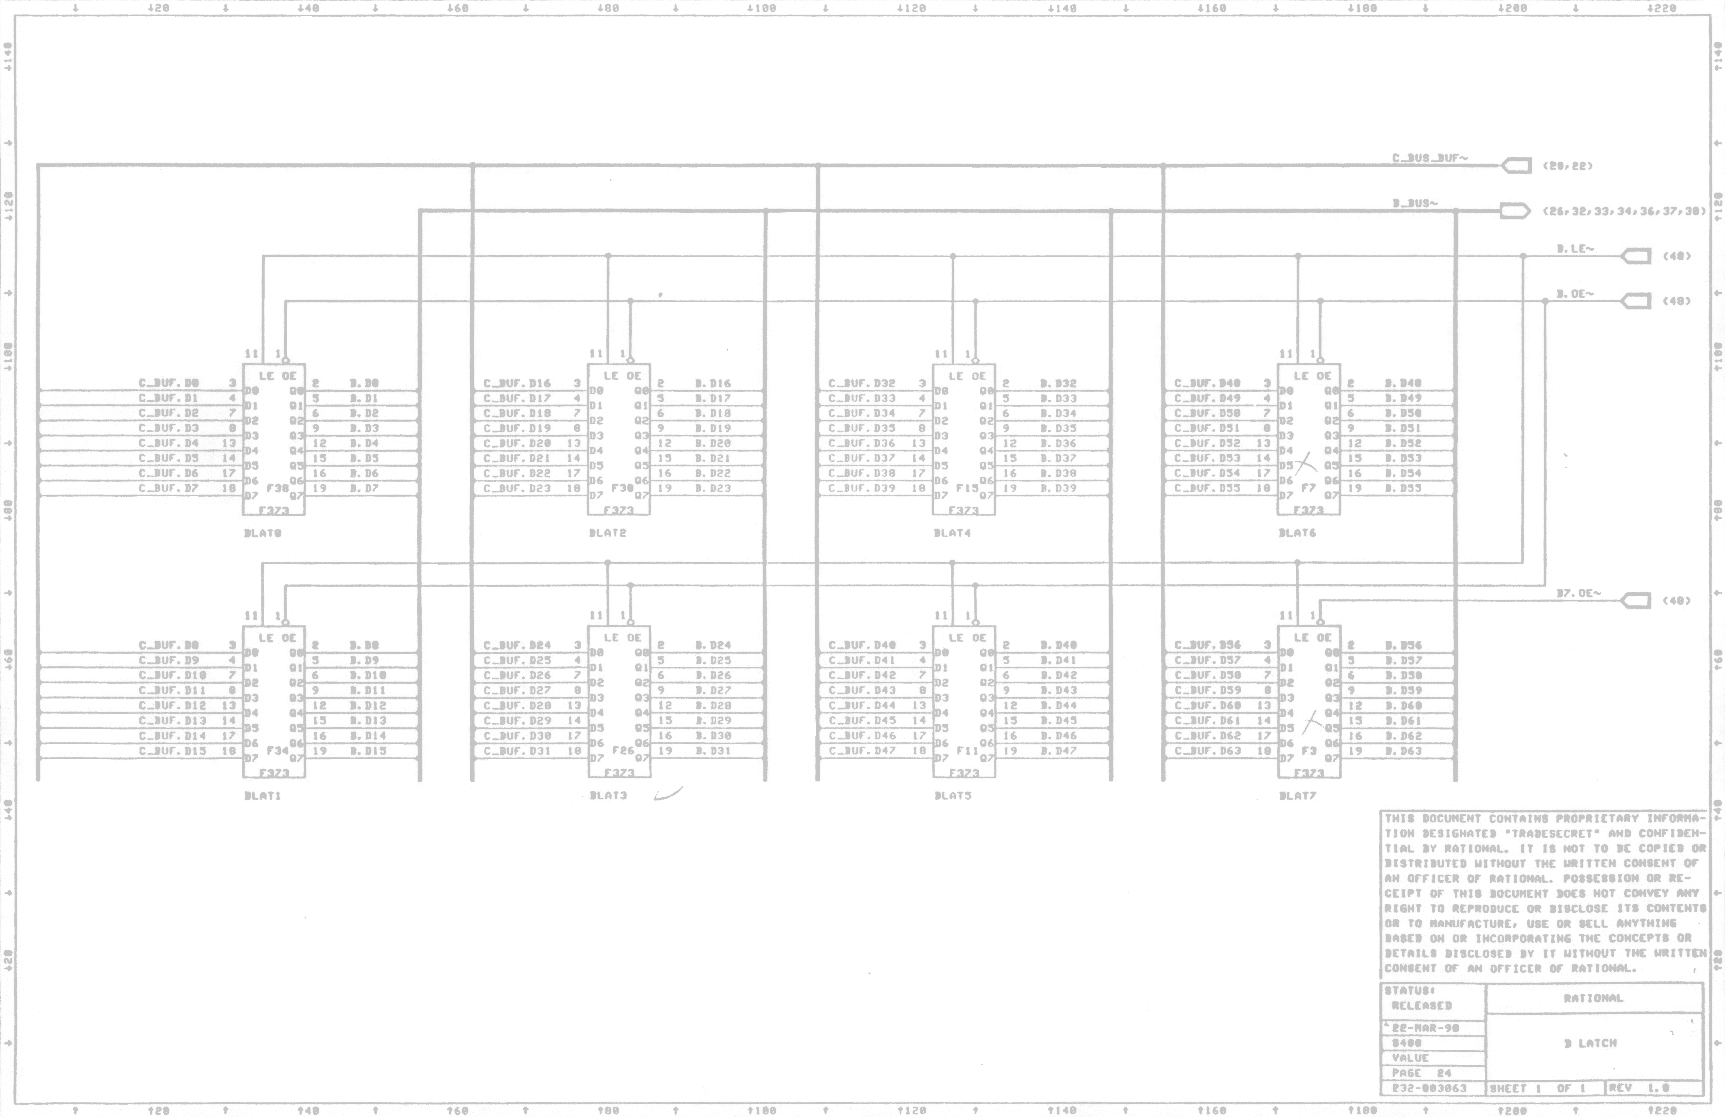 120 140 160 180 1100 1120 1140 1160 1180 1200 1220
C_BUS_BUF~ (20,22)
B_BUS~ (26,32,33,34,36,37,38)
B.LE~ (48)
B.OE~ (48)
11 1 11 1 11 1 11 1
LE OE LE OE LE OE LE OE
C_BUF.D0 3 D0 Q0 2 B.D0 C_BUF.D16 3 D0 Q0 2 B.D16 C_BUF.D32 3 D0 Q0 2 B.D32 C_BUF.D48 3 D0 Q0 2 B.D48
C_BUF.D1 4 D1 Q1 5 B.D1 C_BUF.D17 4 D1 Q1 5 B.D17 C_BUF.D33 4 D1 Q1 5 B.D33 C_BUF.D49 4 D1 Q1 5 B.D49
C_BUF.D2 7 D2 Q2 6 B.D2 C_BUF.D18 7 D2 Q2 6 B.D18 C_BUF.D34 7 D2 Q2 6 B.D34 C_BUF.D50 7 D2 Q2 6 B.D50
C_BUF.D3 8 D3 Q3 9 B.D3 C_BUF.D19 8 D3 Q3 9 B.D19 C_BUF.D35 8 D3 Q3 9 B.D35 C_BUF.D51 8 D3 Q3 9 B.D51
C_BUF.D4 13 D4 Q4 12 B.D4 C_BUF.D20 13 D4 Q4 12 B.D20 C_BUF.D36 13 D4 Q4 12 B.D36 C_BUF.D52 13 D4 Q4 12 B.D52
C_BUF.D5 14 D5 Q5 15 B.D5 C_BUF.D21 14 D5 Q5 15 B.D21 C_BUF.D37 14 D5 Q5 15 B.D37 C_BUF.D53 14 D5 Q5 15 B.D53
C_BUF.D6 17 D6 Q6 16 B.D6 C_BUF.D22 17 D6 Q6 16 B.D22 C_BUF.D38 17 D6 Q6 16 B.D38 C_BUF.D54 17 D6 Q6 16 B.D54
C_BUF.D7 18 D7 F38 Q7 19 B.D7 C_BUF.D23 18 D7 F30 Q7 19 B.D23 C_BUF.D39 18 D7 F15 Q7 19 B.D39 C_BUF.D55 18 D7 F7 Q7 19 B.D55
F373 F373 F373 F373
BLAT0 BLAT2 BLAT4 BLAT6
B7.OE~ (48)
11 1 11 1 11 1 11 1
LE OE LE OE LE OE LE OE
C_BUF.D8 3 D0 Q0 2 B.D8 C_BUF.D24 3 D0 Q0 2 B.D24 C_BUF.D40 3 D0 Q0 2 B.D40 C_BUF.D56 3 D0 Q0 2 B.D56
C_BUF.D9 4 D1 Q1 5 B.D9 C_BUF.D25 4 D1 Q1 5 B.D25 C_BUF.D41 4 D1 Q1 5 B.D41 C_BUF.D57 4 D1 Q1 5 B.D57
C_BUF.D10 7 D2 Q2 6 B.D10 C_BUF.D26 7 D2 Q2 6 B.D26 C_BUF.D42 7 D2 Q2 6 B.D42 C_BUF.D58 7 D2 Q2 6 B.D58
C_BUF.D11 8 D3 Q3 9 B.D11 C_BUF.D27 8 D3 Q3 9 B.D27 C_BUF.D43 8 D3 Q3 9 B.D43 C_BUF.D59 8 D3 Q3 9 B.D59
C_BUF.D12 13 D4 Q4 12 B.D12 C_BUF.D28 13 D4 Q4 12 B.D28 C_BUF.D44 13 D4 Q4 12 B.D44 C_BUF.D60 13 D4 Q4 12 B.D60
C_BUF.D13 14 D5 Q5 15 B.D13 C_BUF.D29 14 D5 Q5 15 B.D29 C_BUF.D45 14 D5 Q5 15 B.D45 C_BUF.D61 14 D5 Q5 15 B.D61
C_BUF.D14 17 D6 Q6 16 B.D14 C_BUF.D30 17 D6 Q6 16 B.D30 C_BUF.D46 17 D6 Q6 16 B.D46 C_BUF.D62 17 D6 Q6 16 B.D62
C_BUF.D15 18 D7 F34 Q7 19 B.D15 C_BUF.D31 18 D7 F26 Q7 19 B.D31 C_BUF.D47 18 D7 F11 Q7 19 B.D47 C_BUF.D63 18 D7 F3 Q7 19 B.D63
F373 F373 F373 F373
BLAT1 BLAT3 BLAT5 BLAT7
THIS DOCUMENT CONTAINS PROPRIETARY INFORMA-
TION DESIGNATED "TRADESECRET" AND CONFIDEN-
TIAL BY RATIONAL. IT IS NOT TO BE COPIED OR
DISTRIBUTED WITHOUT THE WRITTEN CONSENT OF
AN OFFICER OF RATIONAL. POSSESSION OR RE-
CEIPT OF THIS DOCUMENT DOES NOT CONVEY ANY
RIGHT TO REPRODUCE OR DISCLOSE ITS CONTENTS
OR TO MANUFACTURE, USE OR SELL ANYTHING
BASED ON OR INCORPORATING THE CONCEPTS OR
DETAILS DISCLOSED BY IT WITHOUT THE WRITTEN
CONSENT OF AN OFFICER OF RATIONAL.
STATUS:
RELEASED
RATIONAL
22-MAR-90
S400
VALUE
PAGE 24
232-003063
B LATCH
SHEET 1 OF 1
REV 1.0
120 140 160 180 1100 1120 1140 1160 1180 1200 1220